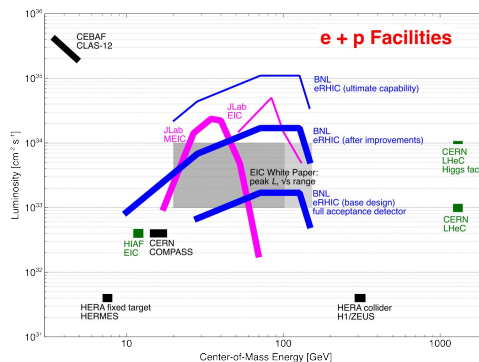 e + p Facilities
CEBAF
CLAS-12
BNL
eRHIC (ultimate capability)
JLab
EIC
JLab
MEIC
BNL
eRHIC (after improvements)
CERN
LHeC
Higgs fac
EIC White Paper:
peak L, vs range
BNL
eRHIC (base design)
full acceptance detector
CERN
LHeC
HIAF
EIC
CERN
COMPASS
HERA fixed target
HERMES
HERA collider
H1/ZEUS
Luminosity [cm-2 s-1]
10^36
10^35
10^34
10^33
10^32
10^31
10
100
1000
Center-of-Mass Energy [GeV]